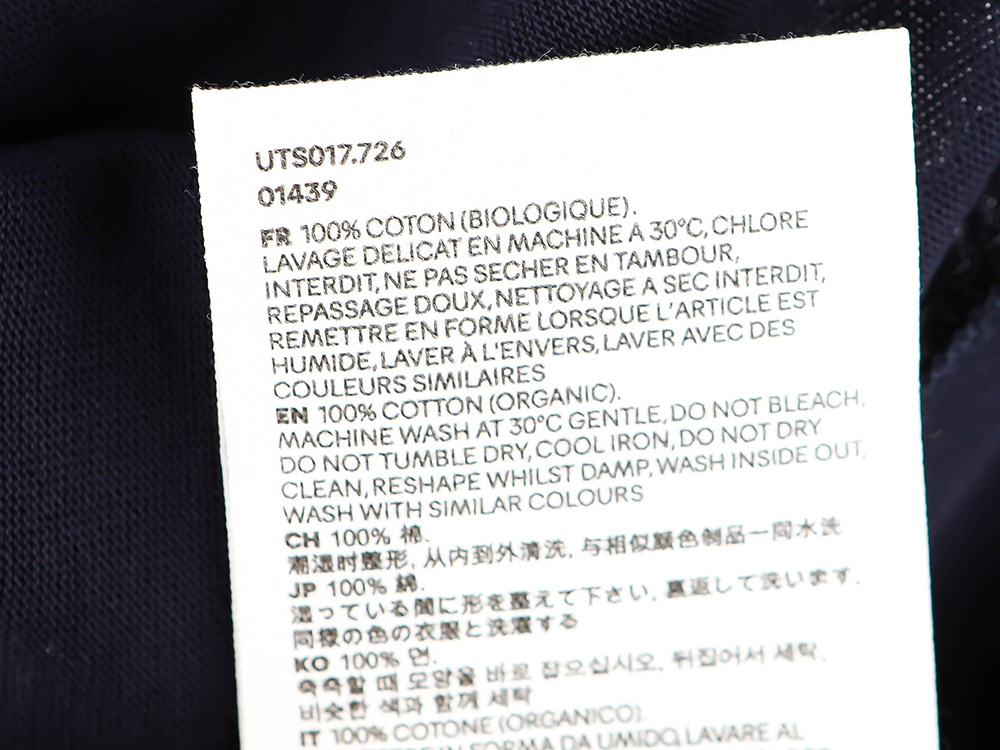 UTS017.726
01439
FR 100% COTON (BIOLOGIQUE).
LAVAGE DELICAT EN MACHINE A 30°C, CHLORE
INTERDIT, NE PAS SECHER EN TAMBOUR,
REPASSAGE DOUX, NETTOYAGE A SEC INTERDIT,
REMETTRE EN FORME LORSQUE L'ARTICLE EST
HUMIDE, LAVER À L'ENVERS, LAVER AVEC DES
COULEURS SIMILAIRES
EN 100% COTTON (ORGANIC).
MACHINE WASH AT 30°C GENTLE, DO NOT BLEACH,
DO NOT TUMBLE DRY, COOL IRON, DO NOT DRY
CLEAN, RESHAPE WHILST DAMP, WASH INSIDE OUT,
WASH WITH SIMILAR COLOURS
CH 100% 棉.
潮湿时整形, 从内到外清洗, 与相似颜色制品一同水洗
JP 100% 綿.
湿っている間に形を整えて下さい, 裏返して洗います,
同様の色の衣服と洗濯する
KO 100% 면.
축축할 때 모양을 바로 잡으십시오, 뒤집어서 세탁,
비슷한 색과 함께 세탁
IT 100% COTONE (ORGANICO).
IN FORMA DA UMIDO, LAVARE AL